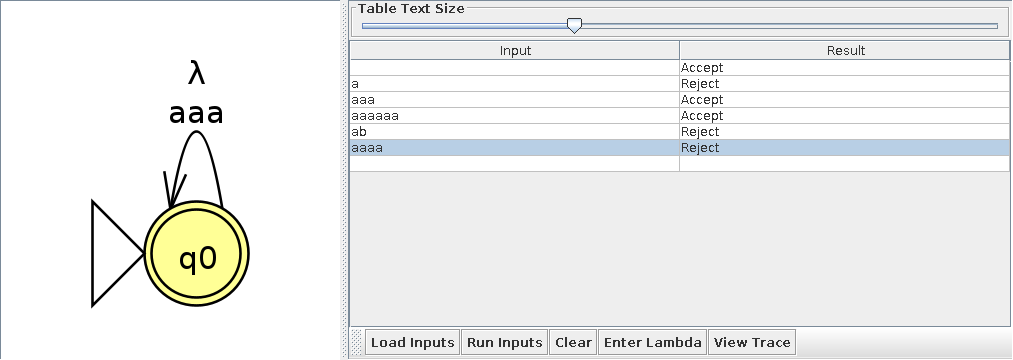 λ
aaa
q0
Table Text Size
Input Result
Accept
a Reject
aaa Accept
aaaaaa Accept
ab Reject
aaaa Reject
Load Inputs Run Inputs Clear Enter Lambda View Trace